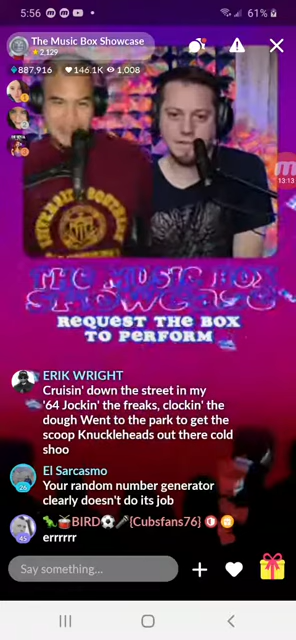 5:56
61%
The Music Box Showcase
2,129
887,916 146.1K 1,008
13:13
THE MUSIC BOX
SHOWCASE
REQUEST THE BOX
TO PERFORM
ERIK WRIGHT
Cruisin' down the street in my
'64 Jockin' the freaks, clockin' the
dough Went to the park to get the
scoop Knuckleheads out there cold
shoo
El Sarcasmo
26
Your random number generator
clearly doesn't do its job
BIRD {Cubsfans76}
45
errrrrr
Say something...